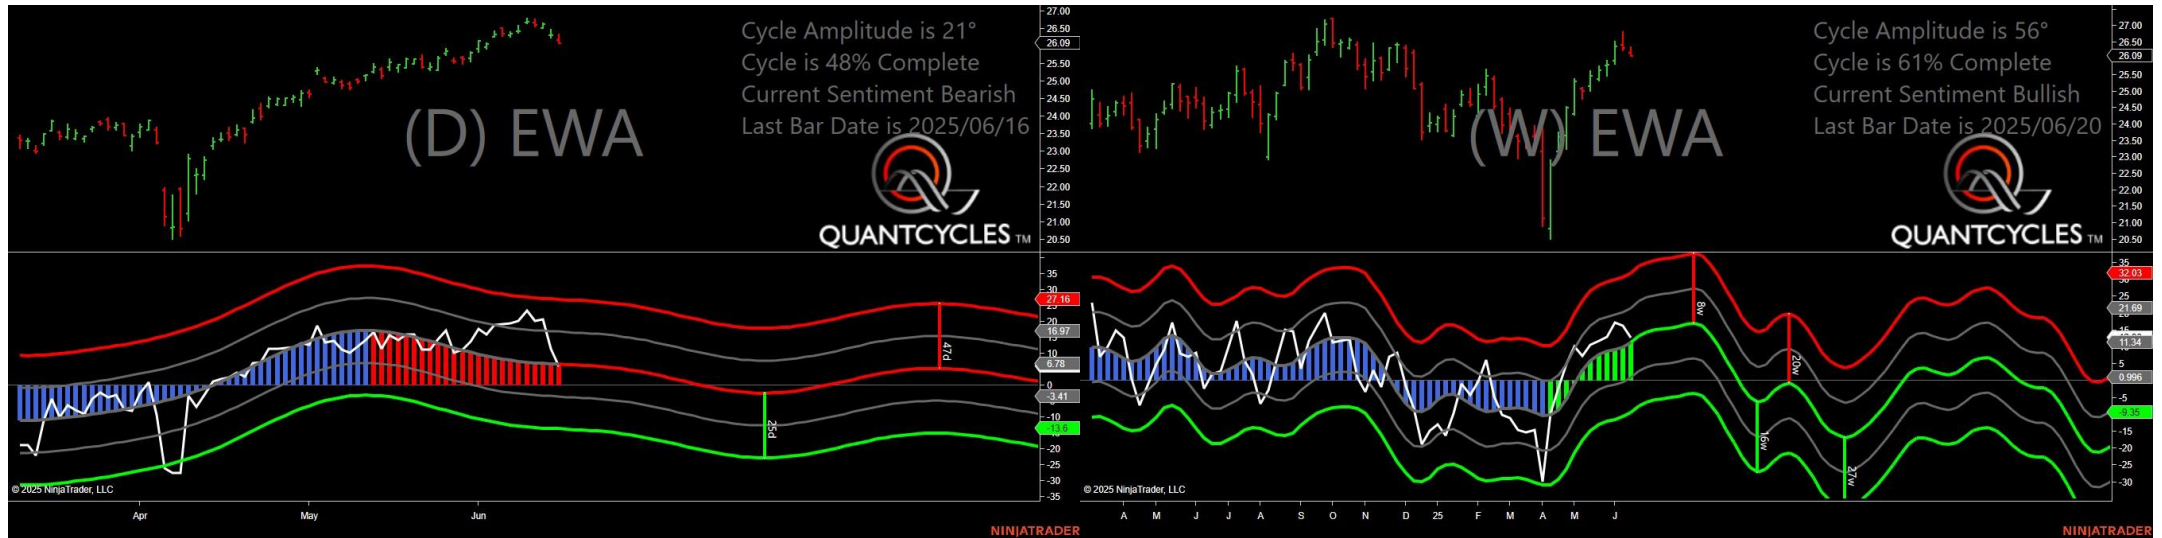 Cycle Amplitude is 21°
Cycle is 48% Complete
Current Sentiment Bearish
Last Bar Date is 2025/06/16
(D) EWA
QUANTCYCLES TM
27.00
26.50
26.09
25.50
25.00
24.50
24.00
23.50
23.00
22.50
22.00
21.50
21.00
20.50
35
30
27.16
20
16.97
10
6.78
0
-3.41
-10
-13.6
-20
-25
-30
-35
47d
25d
© 2025 NinjaTrader, LLC
Apr May Jun
NINJATRADER
Cycle Amplitude is 56°
Cycle is 61% Complete
Current Sentiment Bullish
Last Bar Date is 2025/06/20
(W) EWA
QUANTCYCLES TM
27.00
26.50
26.09
25.50
25.00
24.50
24.00
23.50
23.00
22.50
22.00
21.50
21.00
20.50
35
32.03
25
21.69
15
11.34
5
0.996
-5
-9.35
-15
-20
-25
-30
8w
20w
16w
27w
© 2025 NinjaTrader, LLC
A M J J A S O N D 25 F M A M J
NINJATRADER